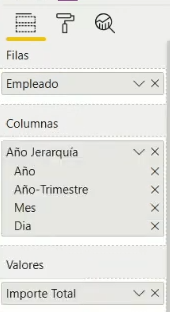 Filas
Empleado
Columnas
Año Jerarquía
Año
Año-Trimestre
Mes
Dia
Valores
Importe Total